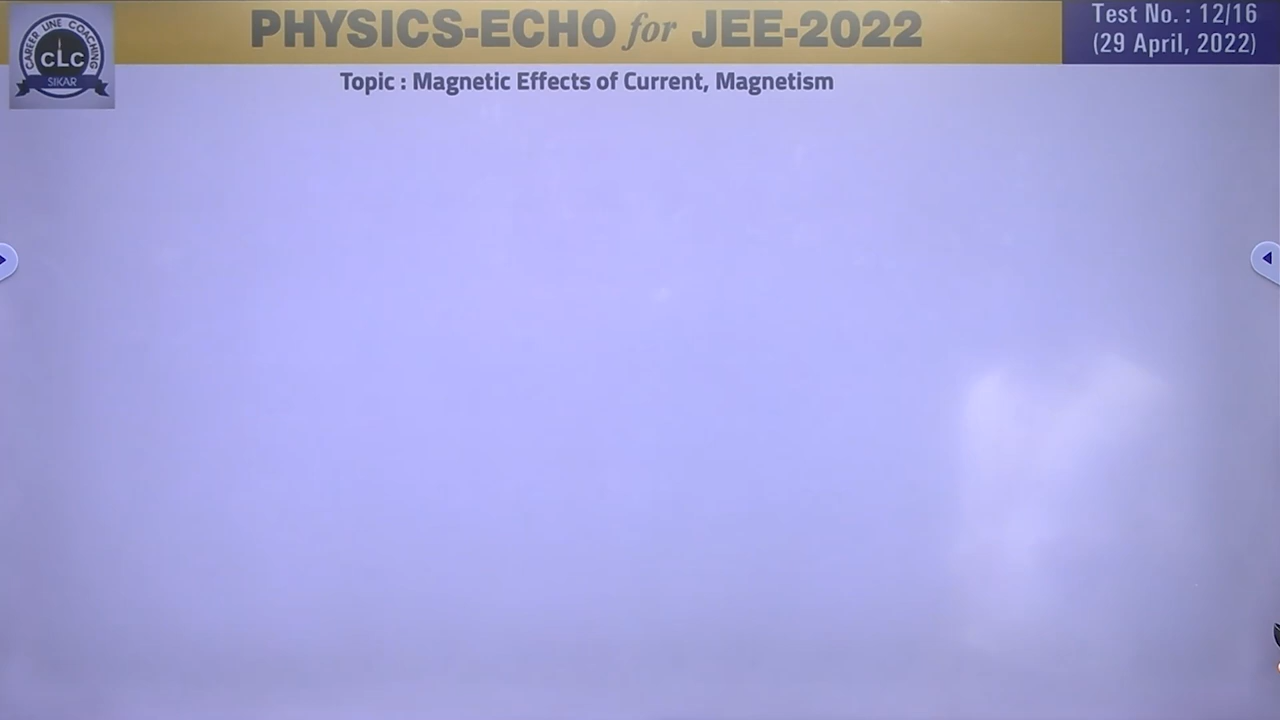 PHYSICS-ECHO for JEE-2022
Test No. : 12/16
(29 April, 2022)
CAREER LINE COACHING
CLC
SIKAR
Topic : Magnetic Effects of Current, Magnetism